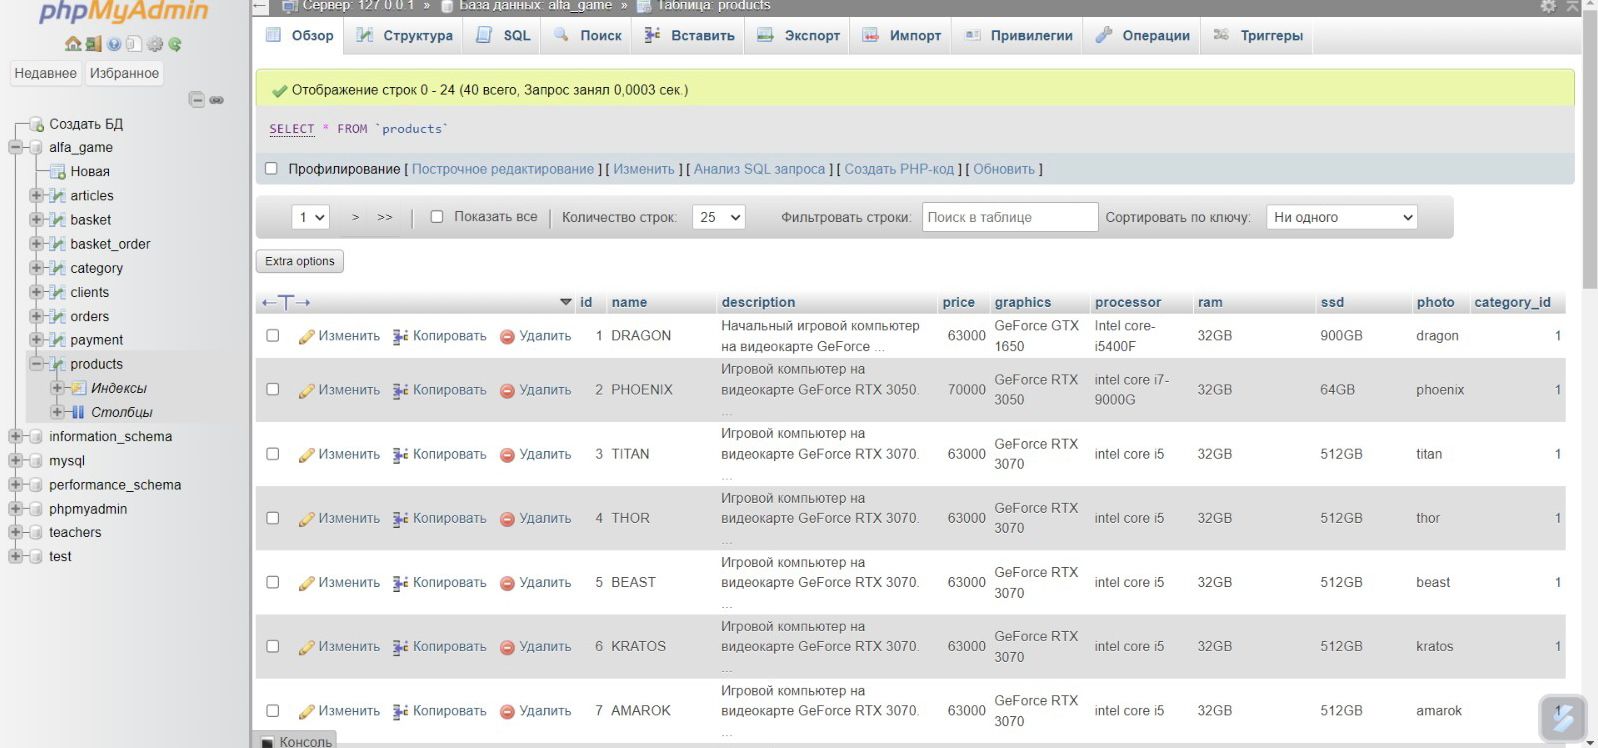 phpMyAdmin
Недавнее Избранное
Создать БД
alfa_game
Новая
articles
basket
basket_order
category
clients
orders
payment
products
Индексы
Столбцы
information_schema
mysql
performance_schema
phpmyadmin
teachers
test
Сервер: 127.0.0.1 » База данных: alfa_game » Таблица: products
Обзор Структура SQL Поиск Вставить Экспорт Импорт Привилегии Операции Триггеры
Отображение строк 0 - 24 (40 всего, Запрос занял 0,0003 сек.)
SELECT * FROM `products`
Профилирование [ Построчное редактирование ] [ Изменить ] [ Анализ SQL запроса ] [ Создать PHP-код ] [ Обновить ]
1 > >> | Показать все | Количество строк: 25 Фильтровать строки: Поиск в таблице Сортировать по ключу: Ни одного
Extra options
←T→ id name description price graphics processor ram ssd photo category_id
Изменить Копировать Удалить 1 DRAGON Начальный игровой компьютер на видеокарте GeForce ... 63000 GeForce GTX 1650 Intel core-i5400F 32GB 900GB dragon 1
Изменить Копировать Удалить 2 PHOENIX Игровой компьютер на видеокарте GeForce RTX 3050. ... 70000 GeForce RTX 3050 intel core i7-9000G 32GB 64GB phoenix 1
Изменить Копировать Удалить 3 TITAN Игровой компьютер на видеокарте GeForce RTX 3070. ... 63000 GeForce RTX 3070 intel core i5 32GB 512GB titan 1
Изменить Копировать Удалить 4 THOR Игровой компьютер на видеокарте GeForce RTX 3070. ... 63000 GeForce RTX 3070 intel core i5 32GB 512GB thor 1
Изменить Копировать Удалить 5 BEAST Игровой компьютер на видеокарте GeForce RTX 3070. ... 63000 GeForce RTX 3070 intel core i5 32GB 512GB beast 1
Изменить Копировать Удалить 6 KRATOS Игровой компьютер на видеокарте GeForce RTX 3070. ... 63000 GeForce RTX 3070 intel core i5 32GB 512GB kratos 1
Изменить Копировать Удалить 7 AMAROK Игровой компьютер на видеокарте GeForce RTX 3070. ... 63000 GeForce RTX 3070 intel core i5 32GB 512GB amarok 1
Консоль